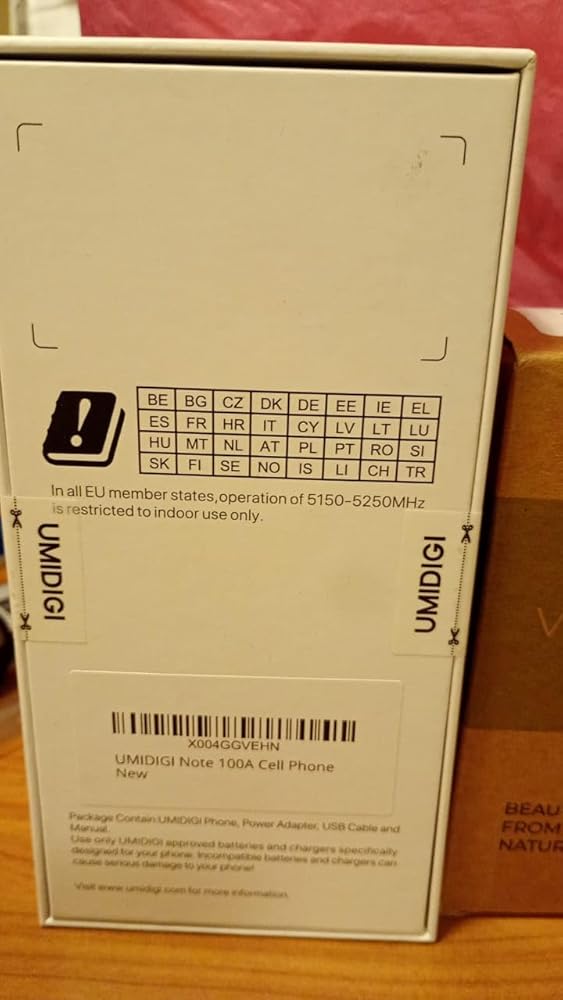 BE BG CZ DK DE EE IE EL
ES FR HR IT CY LV LT LU
HU MT NL AT PL PT RO SI
SK FI SE NO IS LI CH TR
In all EU member states,operation of 5150-5250MHz
is restricted to indoor use only.
UMIDIGI
UMIDIGI
X004GGVEHN
UMIDIGI Note 100A Cell Phone
New
Package Contain:UMIDIGI Phone, Power Adapter, USB Cable and
Manual.
Use only UMIDIGI approved batteries and chargers specifically
designed for your phone. Incompatible batteries and chargers can
cause serious damage to your phone!
Visit www.umidigi.com for more information.
V
BEAU
FROM
NATUR